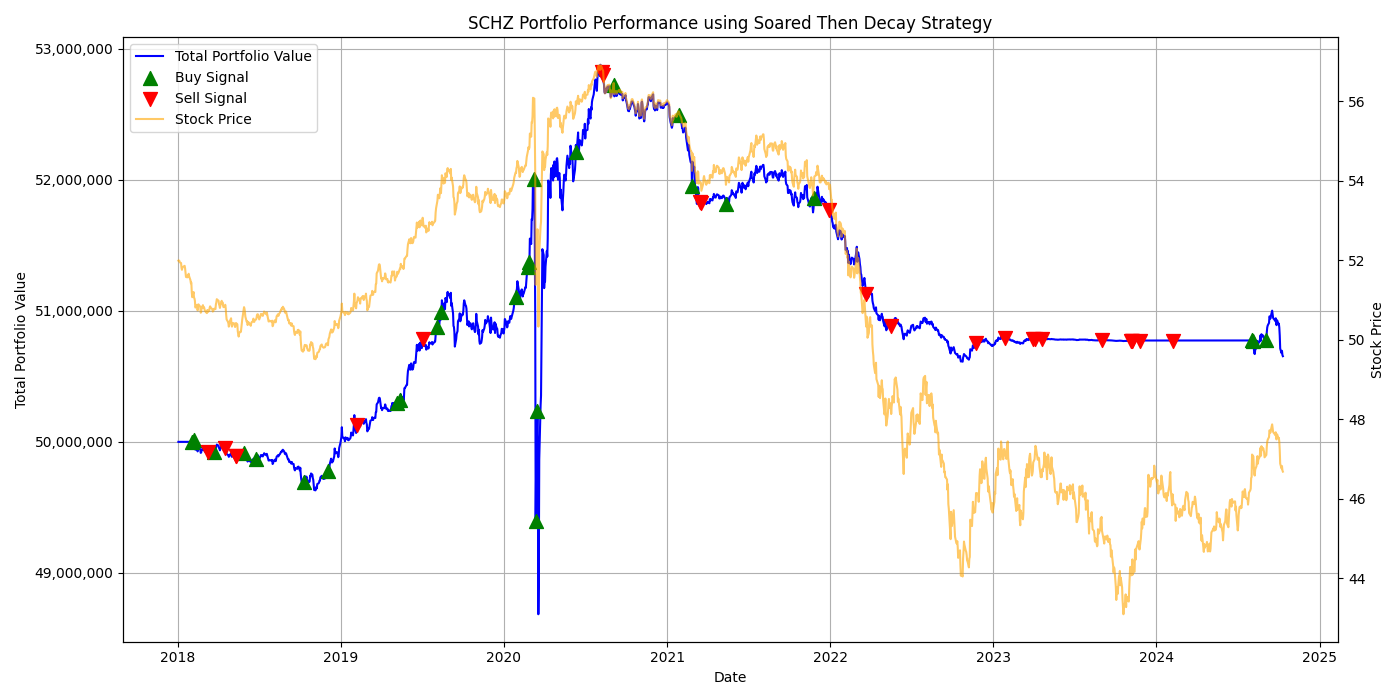 SCHZ Portfolio Performance using Soared Then Decay Strategy
Total Portfolio Value
Buy Signal
Sell Signal
Stock Price
53,000,000
52,000,000
51,000,000
50,000,000
49,000,000
Total Portfolio Value
56
54
52
50
48
46
44
Stock Price
2018
2019
2020
2021
2022
2023
2024
2025
Date